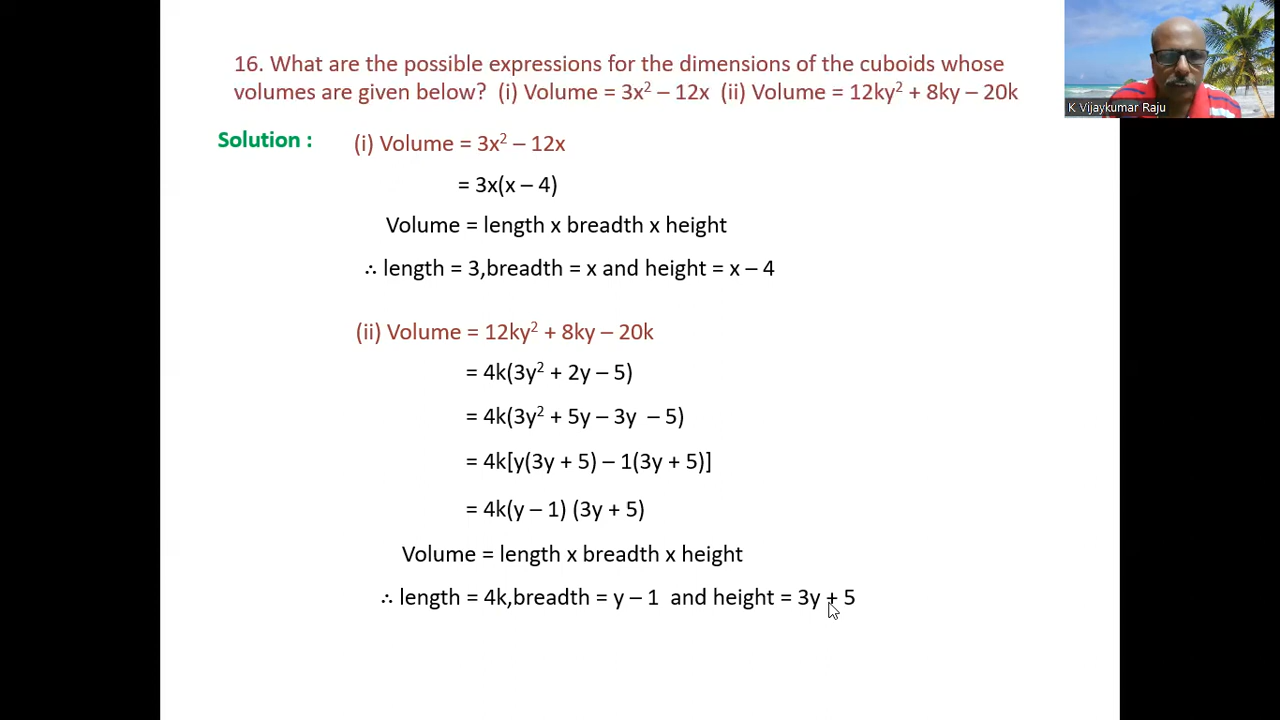 16. What are the possible expressions for the dimensions of the cuboids whose
volumes are given below? (i) Volume = 3x² – 12x (ii) Volume = 12ky² + 8ky – 20k
K Vijaykumar Raju
Solution : (i) Volume = 3x² – 12x
= 3x(x – 4)
Volume = length x breadth x height
∴ length = 3,breadth = x and height = x – 4
(ii) Volume = 12ky² + 8ky – 20k
= 4k(3y² + 2y – 5)
= 4k(3y² + 5y – 3y – 5)
= 4k[y(3y + 5) – 1(3y + 5)]
= 4k(y – 1) (3y + 5)
Volume = length x breadth x height
∴ length = 4k,breadth = y – 1 and height = 3y + 5